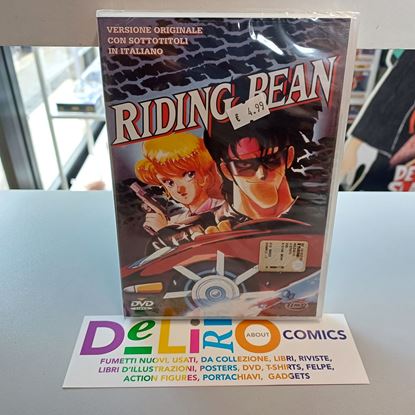 VERSIONE ORIGINALE
CON SOTTOTITOLI
IN ITALIANO
RIDING BEAN
€ 4,99
DVD
DeLiRIO
ABOUT
COMICS
FUMETTI NUOVI, USATI, DA COLLEZIONE, LIBRI, RIVISTE,
LIBRI D'ILLUSTRAZIONI, POSTERS, DVD, T-SHIRTS, FELPE,
ACTION FIGURES, PORTACHIAVI, GADGETS